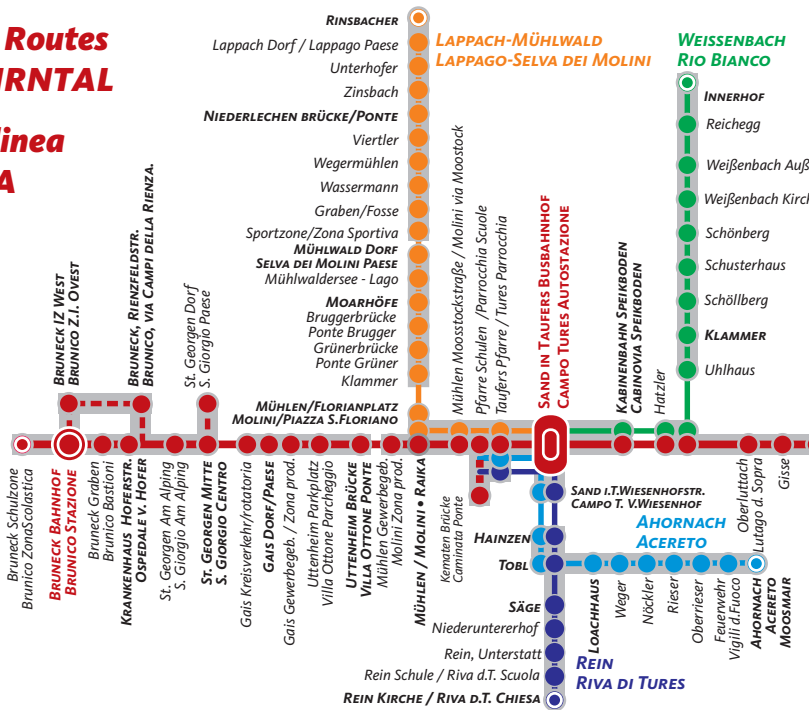 Routes
IRNTAL
linea
A
RINSBACHER
Lappach Dorf / Lappago Paese
Unterhofer
Zinsbach
NIEDERLECHEN BRÜCKE/PONTE
Viertler
Wegermühlen
Wassermann
Graben/Fosse
Sportzone/Zona Sportiva
MÜHLWALD DORF
SELVA DEI MOLINI PAESE
Mühlwaldersee - Lago
MOARHÖFE
Bruggerbrücke
Ponte Brugger
Grünerbrücke
Ponte Grüner
Klammer
MÜHLEN/FLORIANPLATZ
MOLINI/PIAZZA S.FLORIANO
LAPPACH-MÜHLWALD
LAPPAGO-SELVA DEI MOLINI
WEISSENBACH
RIO BIANCO
INNERHOF
Reichegg
Weißenbach Auß
Weißenbach Kirch
Schönberg
Schusterhaus
Schöllberg
KLAMMER
Uhlhaus
BRUNECK IZ WEST
BRUNICO Z.I. OVEST
BRUNECK, RIENZFELDSTR.
BRUNICO, VIA CAMPI DELLA RIENZA.
St. Georgen Dorf
S. Giorgio Paese
Mühlen Moosstockstraße / Molini via Moostock
Pfarre Schulen /Parrocchia Scuole
Taufers Pfarre / Tures Parrocchia
SAND IN TAUFERS BUSBAHNHOF
CAMPO TURES AUTOSTAZIONE
KABINENBAHN SPEIKBODEN
CABINOVIA SPEIKBODEN
Hatzler
Bruneck Schulzone
Brunico ZonaScolastica
BRUNECK BAHNHOF
BRUNICO STAZIONE
Bruneck Graben
Brunico Bastioni
KRANKENHAUS HOFERSTR.
OSPEDALE V. HOFER
St. Georgen Am Alping
S. Giorgio Am Alping
ST. GEORGEN MITTE
S. GIORGIO CENTRO
Gais Kreisverkehr/rotatoria
GAIS DORF/PAESE
Gais Gewerbegeb. / Zona prod.
Uttenheim Parkplatz
Villa Ottone Parcheggio
UTTENHEIM BRÜCKE
VILLA OTTONE PONTE
Mühlen Gewerbegeb.
Molini Zona prod.
MÜHLEN / MOLINI • RAIKA
Kematen Brücke
Caminata Ponte
SAND I.T.WIESENHOFSTR.
CAMPO T. V.WIESENHOF
HAINZEN
TOBL
AHORNACH
ACERETO
LOACHHAUS
Weger
Nöckler
Rieser
Oberrieser
Feuerwehr
Vigili d.Fuoco
AHORNACH
ACERETO
MOOSMAIR
Oberluttach
Lutago d. Sopra
Gisse
SÄGE
Niederuntererhof
Rein, Unterstatt
Rein Schule / Riva d.T. Scuola
REIN KIRCHE / RIVA D.T. CHIESA
REIN
RIVA DI TURES